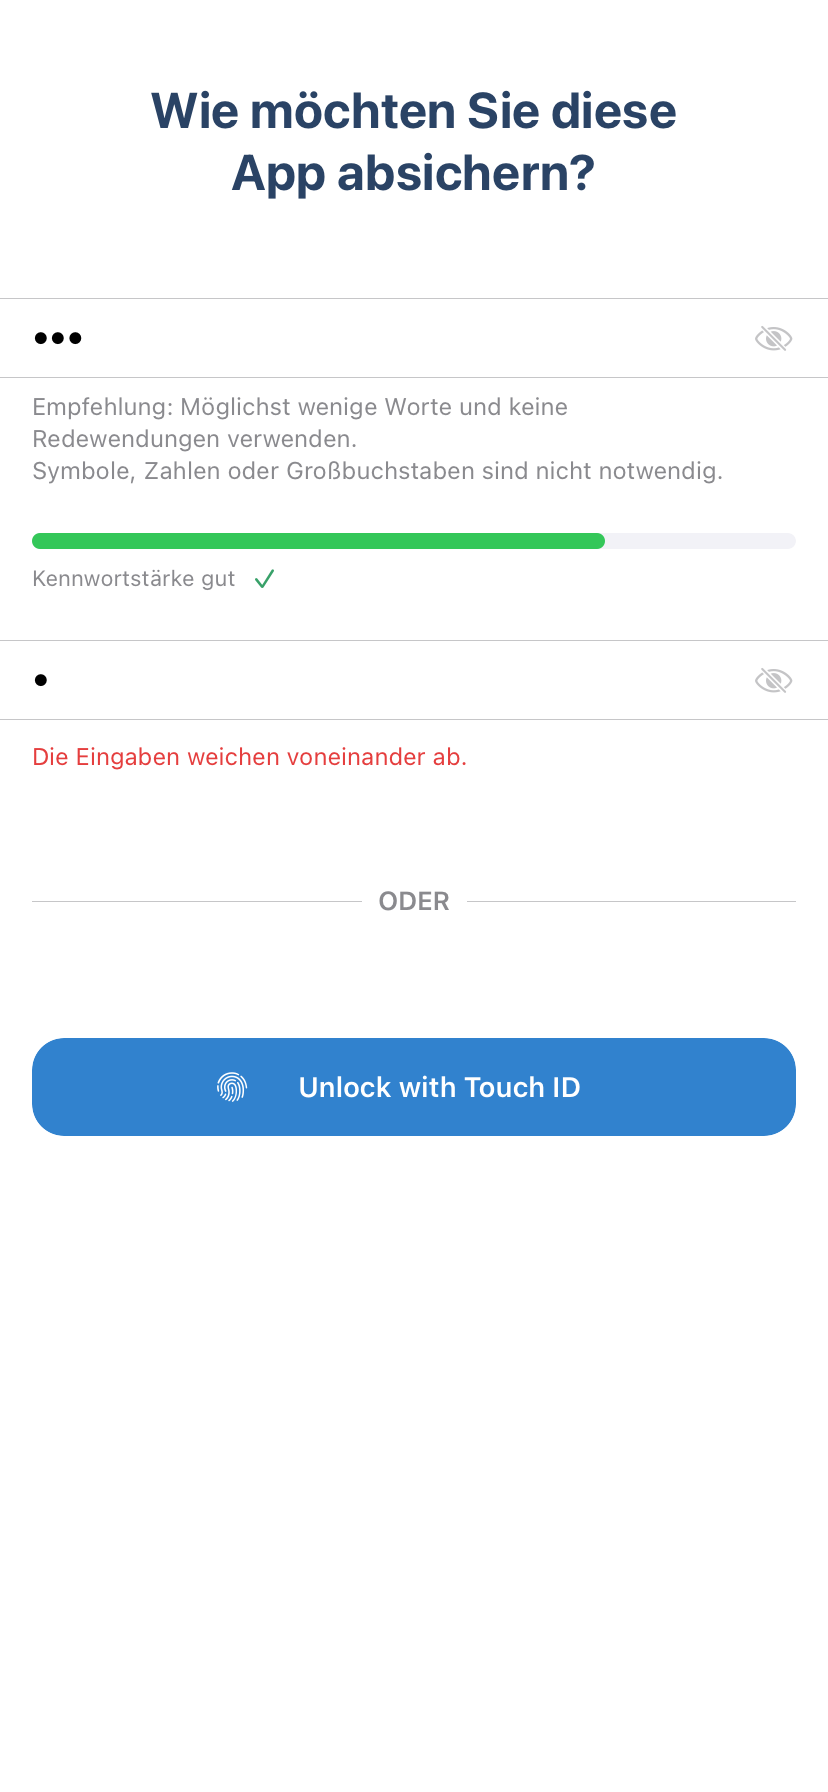 Wie möchten Sie diese
App absichern?
•••
Empfehlung: Möglichst wenige Worte und keine
Redewendungen verwenden.
Symbole, Zahlen oder Großbuchstaben sind nicht notwendig.
Kennwortstärke gut
•
Die Eingaben weichen voneinander ab.
ODER
Unlock with Touch ID